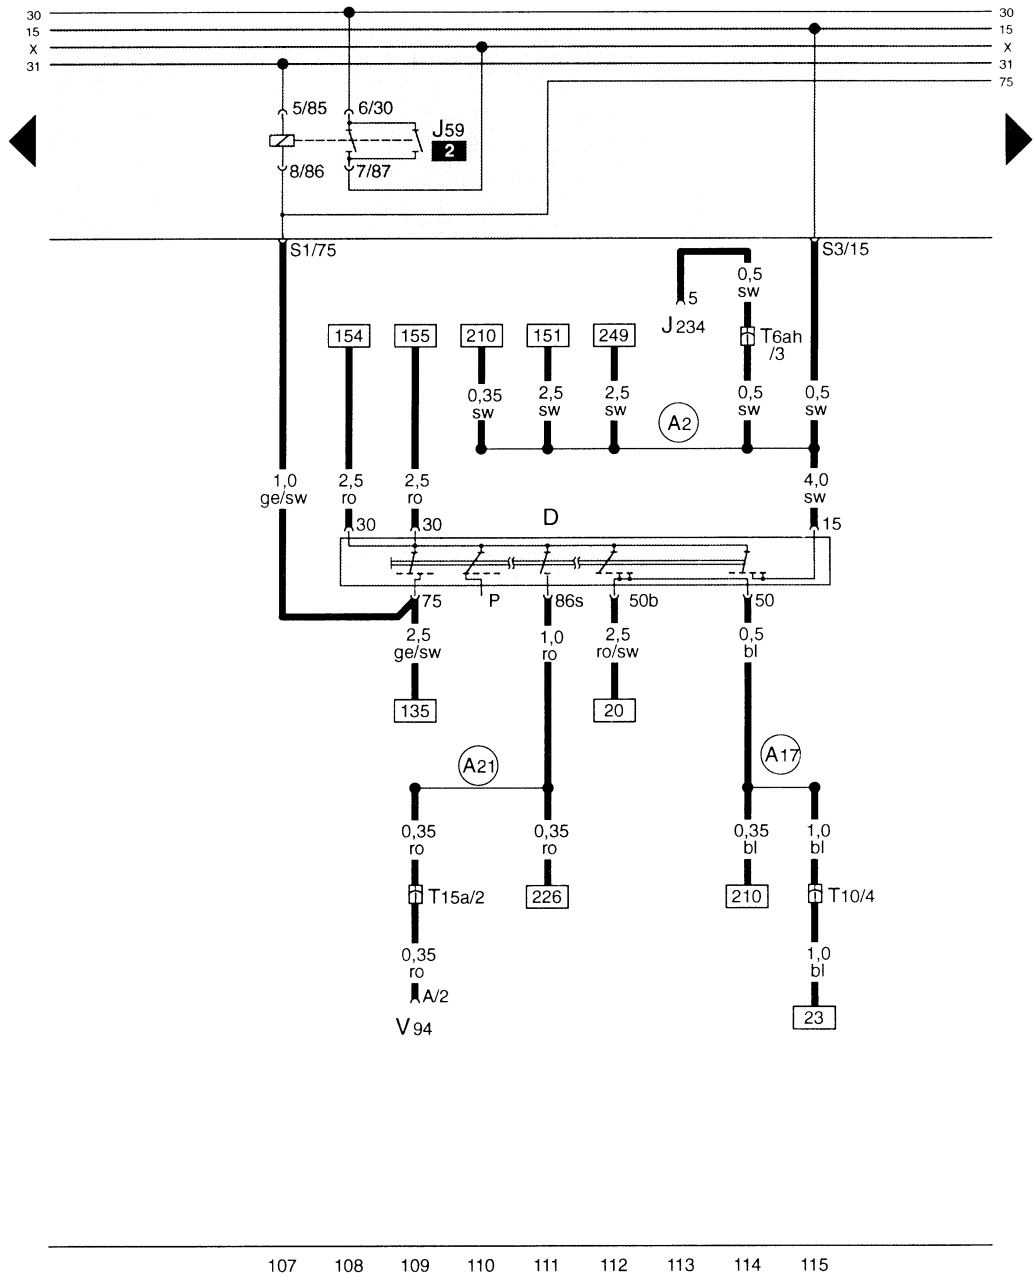 30 30
15 15
X X
31 31
75
5/85 6/30
J59
2
8/86 7/87
S1/75 S3/15
0,5
sw
5
J234
T6ah
/3
154 155 210 151 249
0,35 2,5 2,5 0,5 0,5
sw sw sw sw sw
A2
1,0 2,5 2,5 4,0
ge/sw ro ro sw
30 30 D 15
75 P 86s 50b 50
2,5 1,0 2,5 0,5
ge/sw ro ro/sw bl
135 20
A21 A17
0,35 0,35 0,35 1,0
ro ro bl bl
T15a/2 226 210 T10/4
0,35 1,0
ro bl
A/2
V94 23
107 108 109 110 111 112 113 114 115